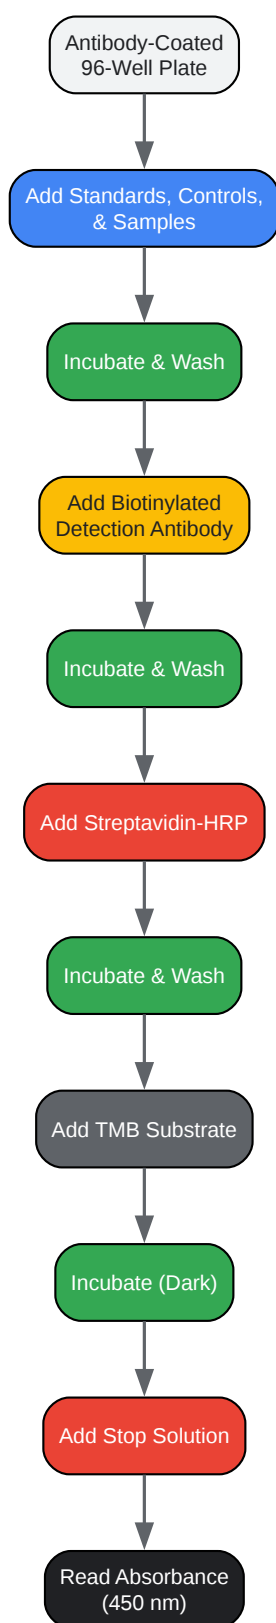 Antibody-Coated
96-Well Plate
Add Standards, Controls,
& Samples
Incubate & Wash
Add Biotinylated
Detection Antibody
Incubate & Wash
Add Streptavidin-HRP
Incubate & Wash
Add TMB Substrate
Incubate (Dark)
Add Stop Solution
Read Absorbance
(450 nm)